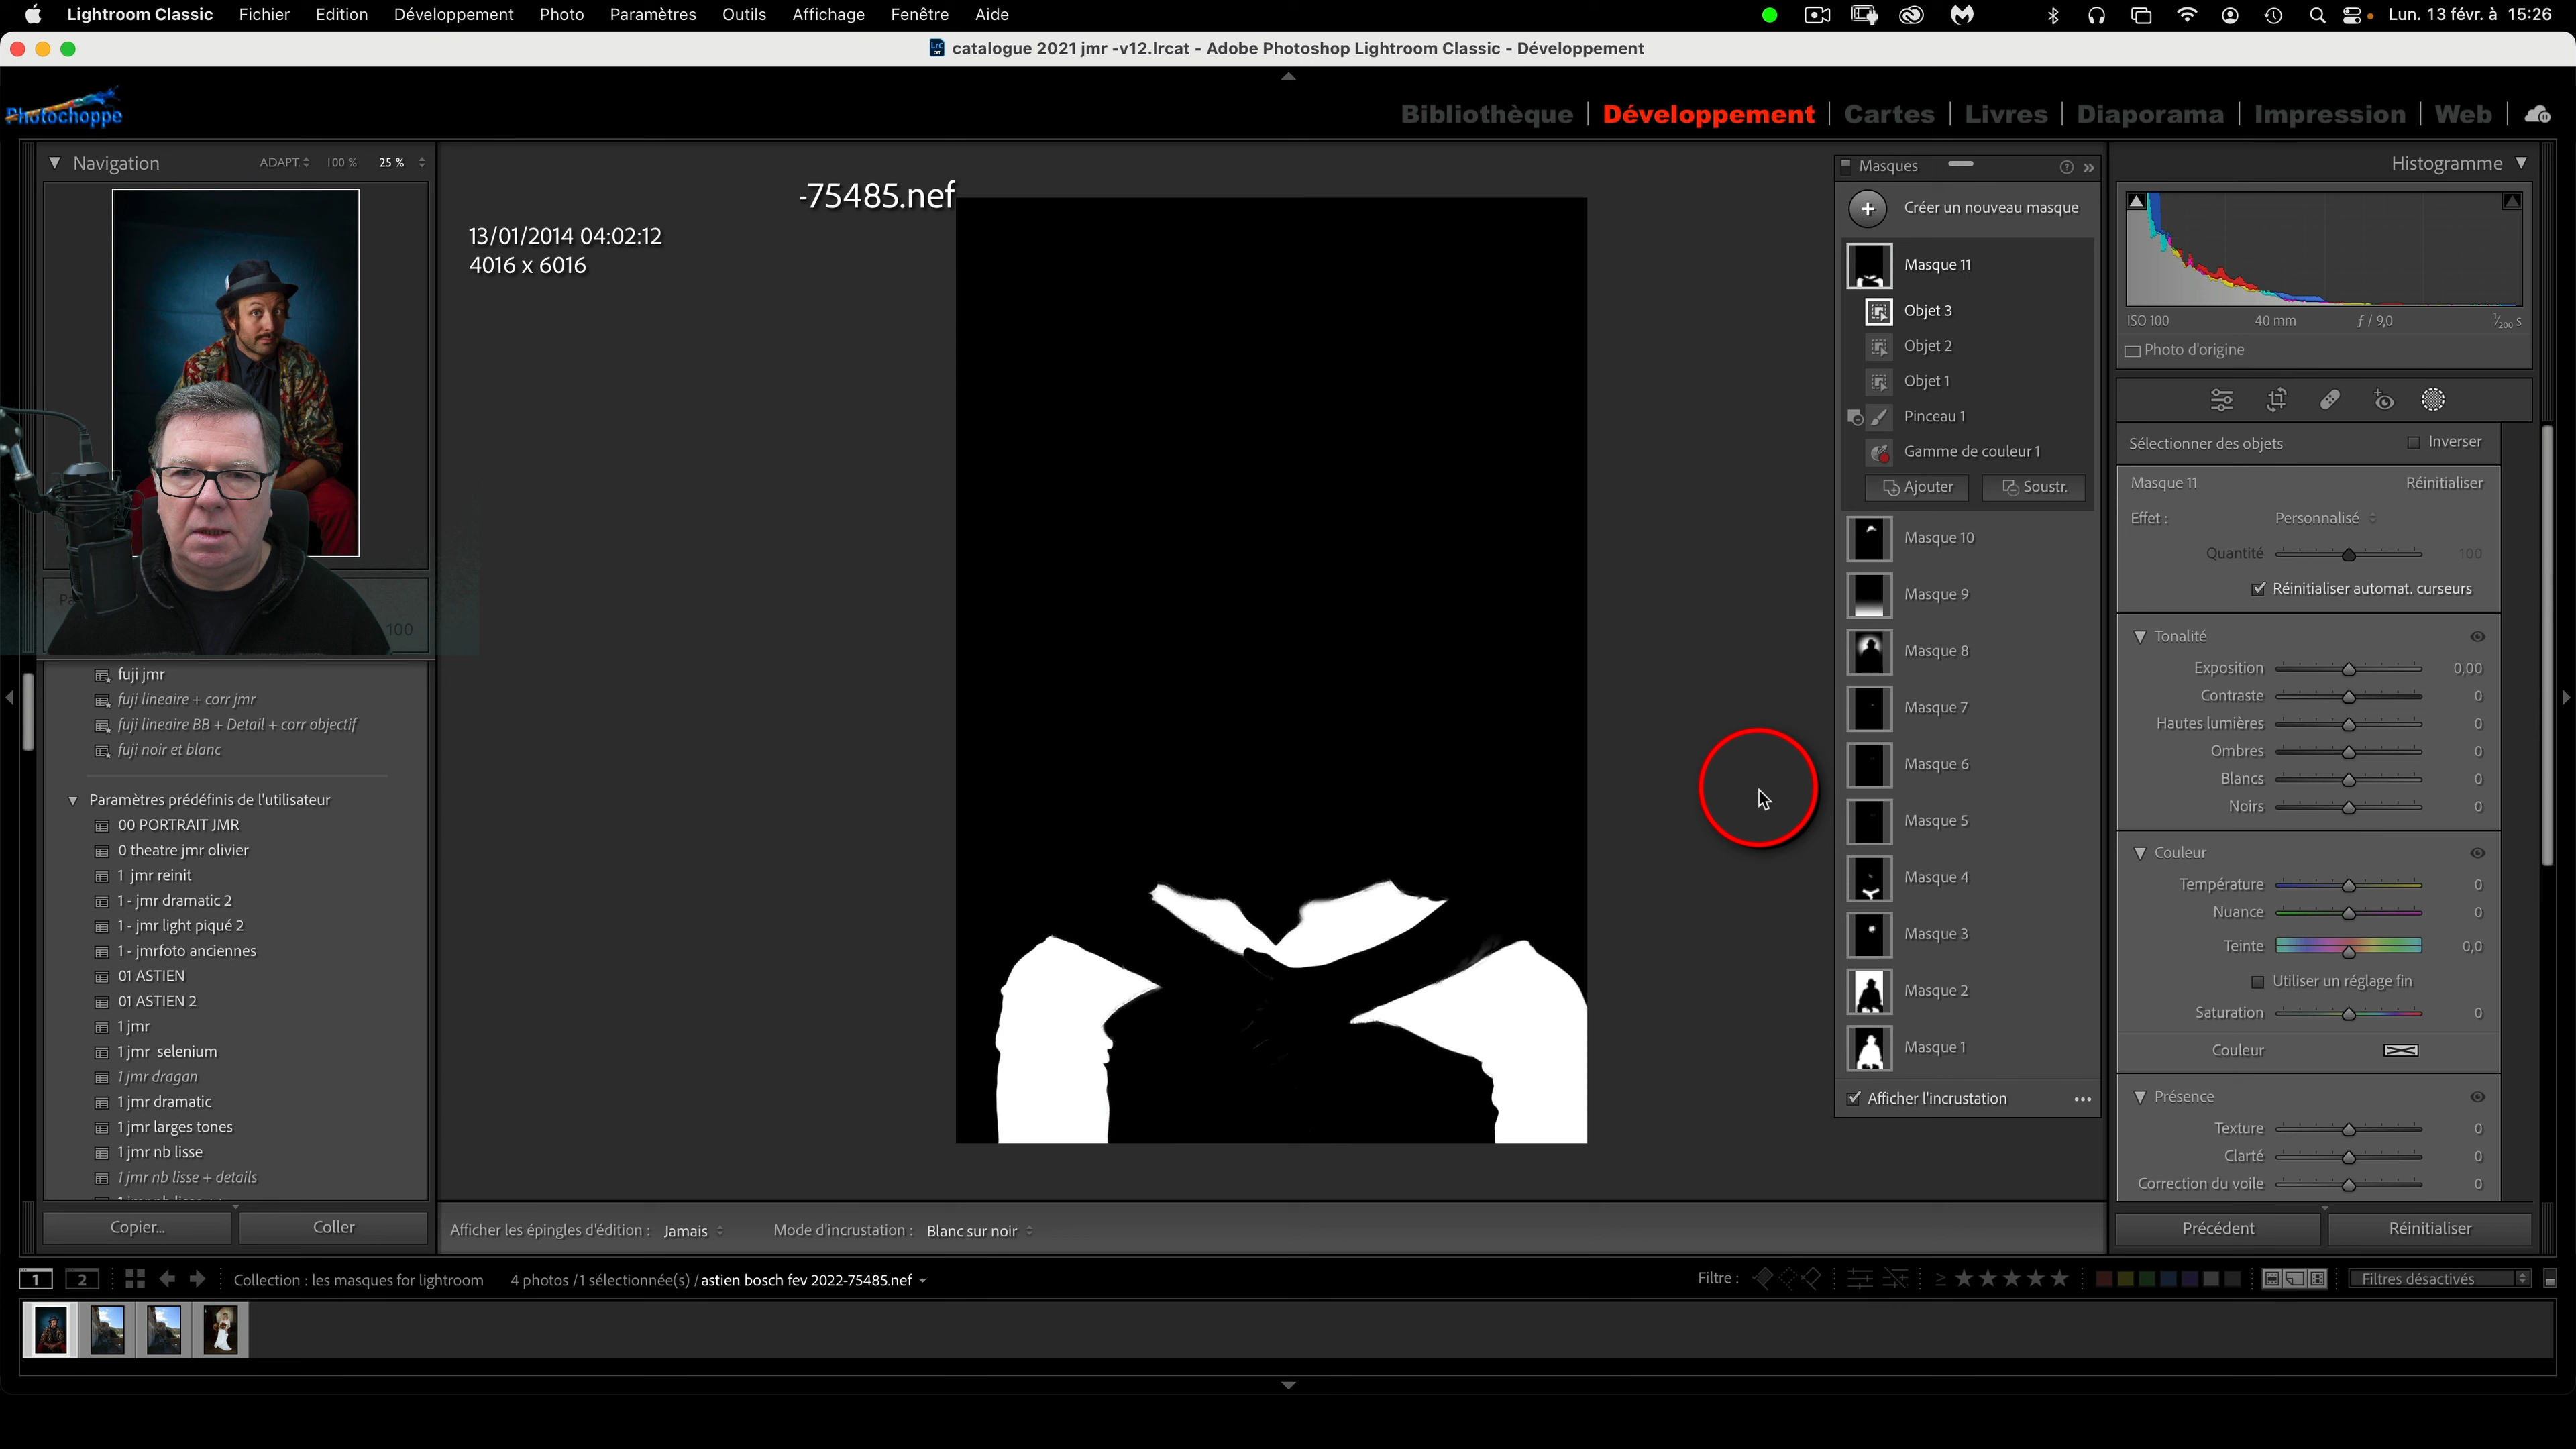 Lightroom Classic Fichier Edition Développement Photo Paramètres Outils Affichage Fenêtre Aide
Lun. 13 févr. à 15:26
catalogue 2021 jmr -v12.lrcat - Adobe Photoshop Lightroom Classic - Développement
Photochoppe
Bibliothèque | Développement | Cartes | Livres | Diaporama | Impression | Web
Navigation ADAPT. 100 % 25 %
-75485.nef
13/01/2014 04:02:12
4016 x 6016
100
fuji jmr
fuji lineaire + corr jmr
fuji lineaire BB + Detail + corr objectif
fuji noir et blanc
Paramètres prédéfinis de l'utilisateur
00 PORTRAIT JMR
0 theatre jmr olivier
1 jmr reinit
1 - jmr dramatic 2
1 - jmr light piqué 2
1 - jmrfoto anciennes
01 ASTIEN
01 ASTIEN 2
1 jmr
1 jmr selenium
1 jmr dragan
1 jmr dramatic
1 jmr larges tones
1 jmr nb lisse
1 jmr nb lisse + details
Copier... Coller
Afficher les épingles d'édition : Jamais Mode d'incrustation : Blanc sur noir
Masques
Créer un nouveau masque
Masque 11
Objet 3
Objet 2
Objet 1
Pinceau 1
Gamme de couleur 1
Ajouter Soustr.
Masque 10
Masque 9
Masque 8
Masque 7
Masque 6
Masque 5
Masque 4
Masque 3
Masque 2
Masque 1
Afficher l'incrustation
Histogramme
ISO 100 40 mm ƒ / 9,0 1/200 s
Photo d'origine
Sélectionner des objets Inverser
Masque 11 Réinitialiser
Effet : Personnalisé
Quantité 100
Réinitialiser automat. curseurs
Tonalité
Exposition 0,00
Contraste 0
Hautes lumières 0
Ombres 0
Blancs 0
Noirs 0
Couleur
Température 0
Nuance 0
Teinte 0,0
Utiliser un réglage fin
Saturation 0
Couleur
Présence
Texture 0
Clarté 0
Correction du voile 0
Précédent Réinitialiser
1 2 Collection : les masques for lightroom 4 photos /1 sélectionnée(s) /astien bosch fev 2022-75485.nef
Filtre : ≥ ★★★★★ Filtres désactivés